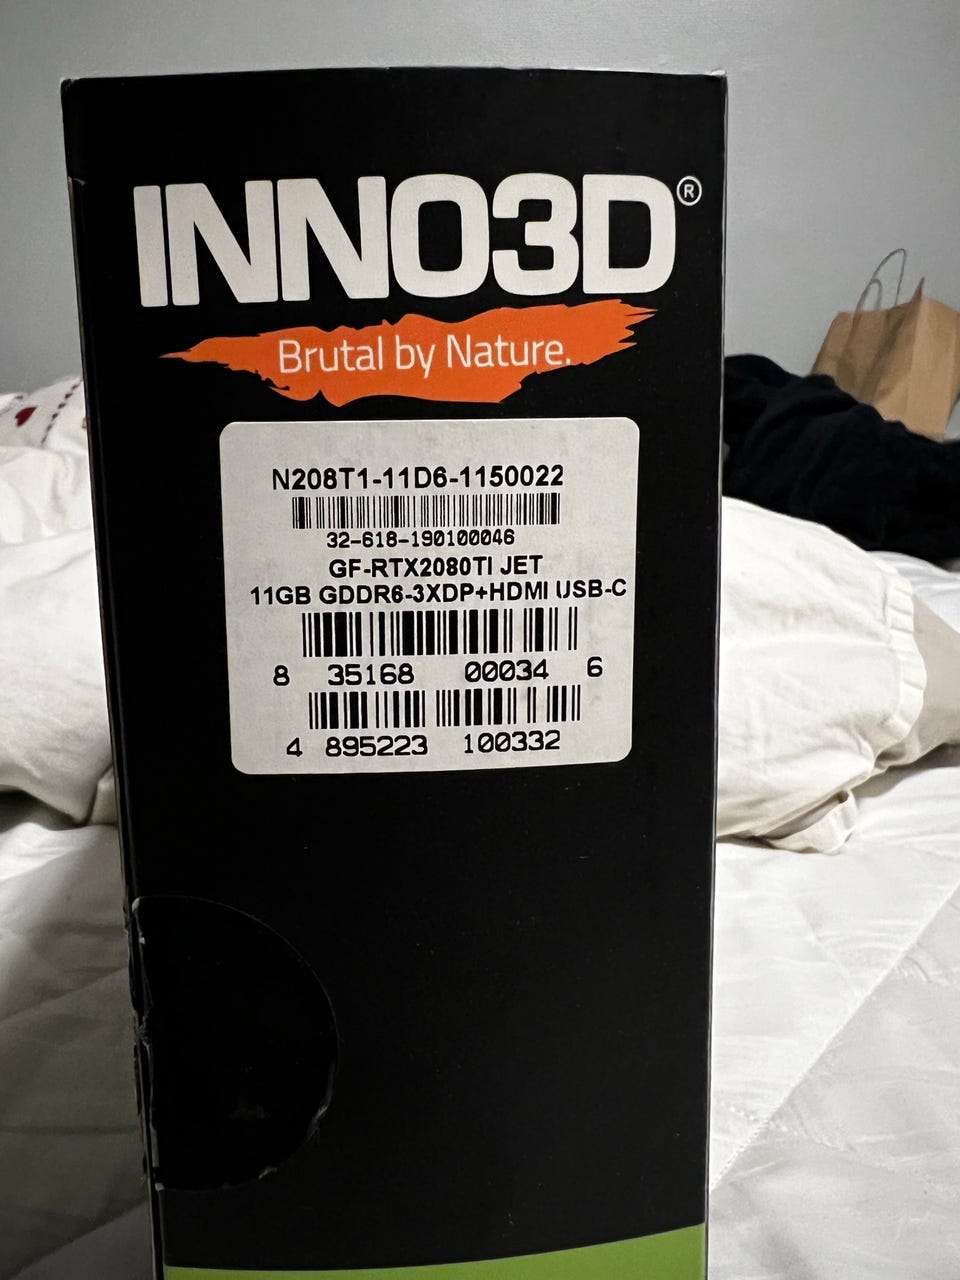 INNO3D®
Brutal by Nature.
N208T1-11D6-1150022
32-618-190100046
GF-RTX2080TI JET
11GB GDDR6-3XDP+HDMI USB-C
8 35168 00034 6
4 895223 100332